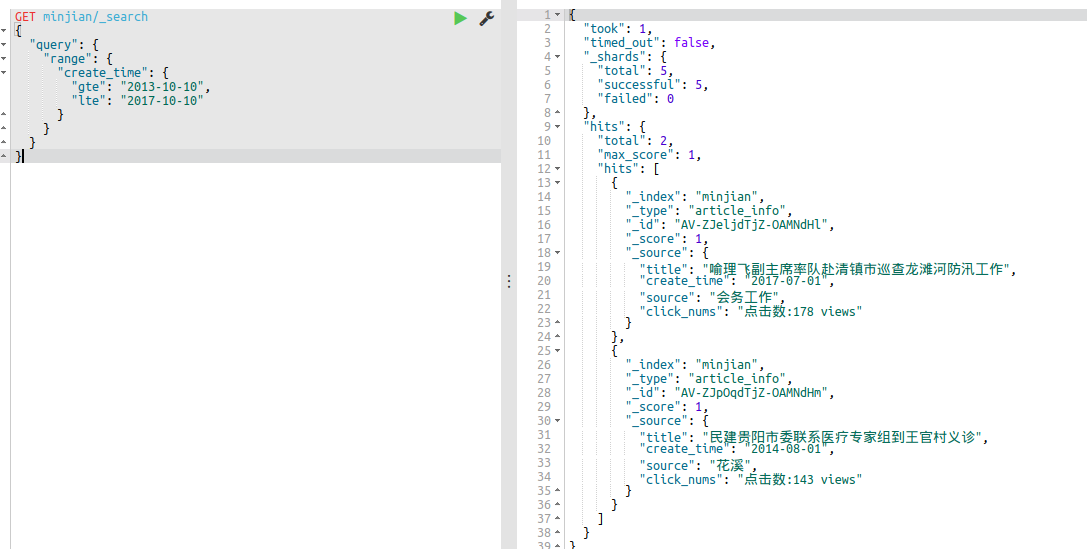 GET minjian/_search
{
  "query": {
    "range": {
      "create_time": {
        "gte": "2013-10-10",
        "lte": "2017-10-10"
      }
    }
  }
}
1 {
2 "took": 1,
3 "timed_out": false,
4 "_shards": {
5 "total": 5,
6 "successful": 5,
7 "failed": 0
8 },
9 "hits": {
10 "total": 2,
11 "max_score": 1,
12 "hits": [
13 {
14 "_index": "minjian",
15 "_type": "article_info",
16 "_id": "AV-ZJeljdTjZ-OAMNdHl",
17 "_score": 1,
18 "_source": {
19 "title": "喻理飞副主席率队赴清镇市巡查龙滩河防汛工作",
20 "create_time": "2017-07-01",
21 "source": "会务工作",
22 "click_nums": "点击数:178 views"
23 }
24 },
25 {
26 "_index": "minjian",
27 "_type": "article_info",
28 "_id": "AV-ZJpOqdTjZ-OAMNdHm",
29 "_score": 1,
30 "_source": {
31 "title": "民建贵阳市委联系医疗专家组到王官村义诊",
32 "create_time": "2014-08-01",
33 "source": "花溪",
34 "click_nums": "点击数:143 views"
35 }
36 }
37 ]
38 }
39 }